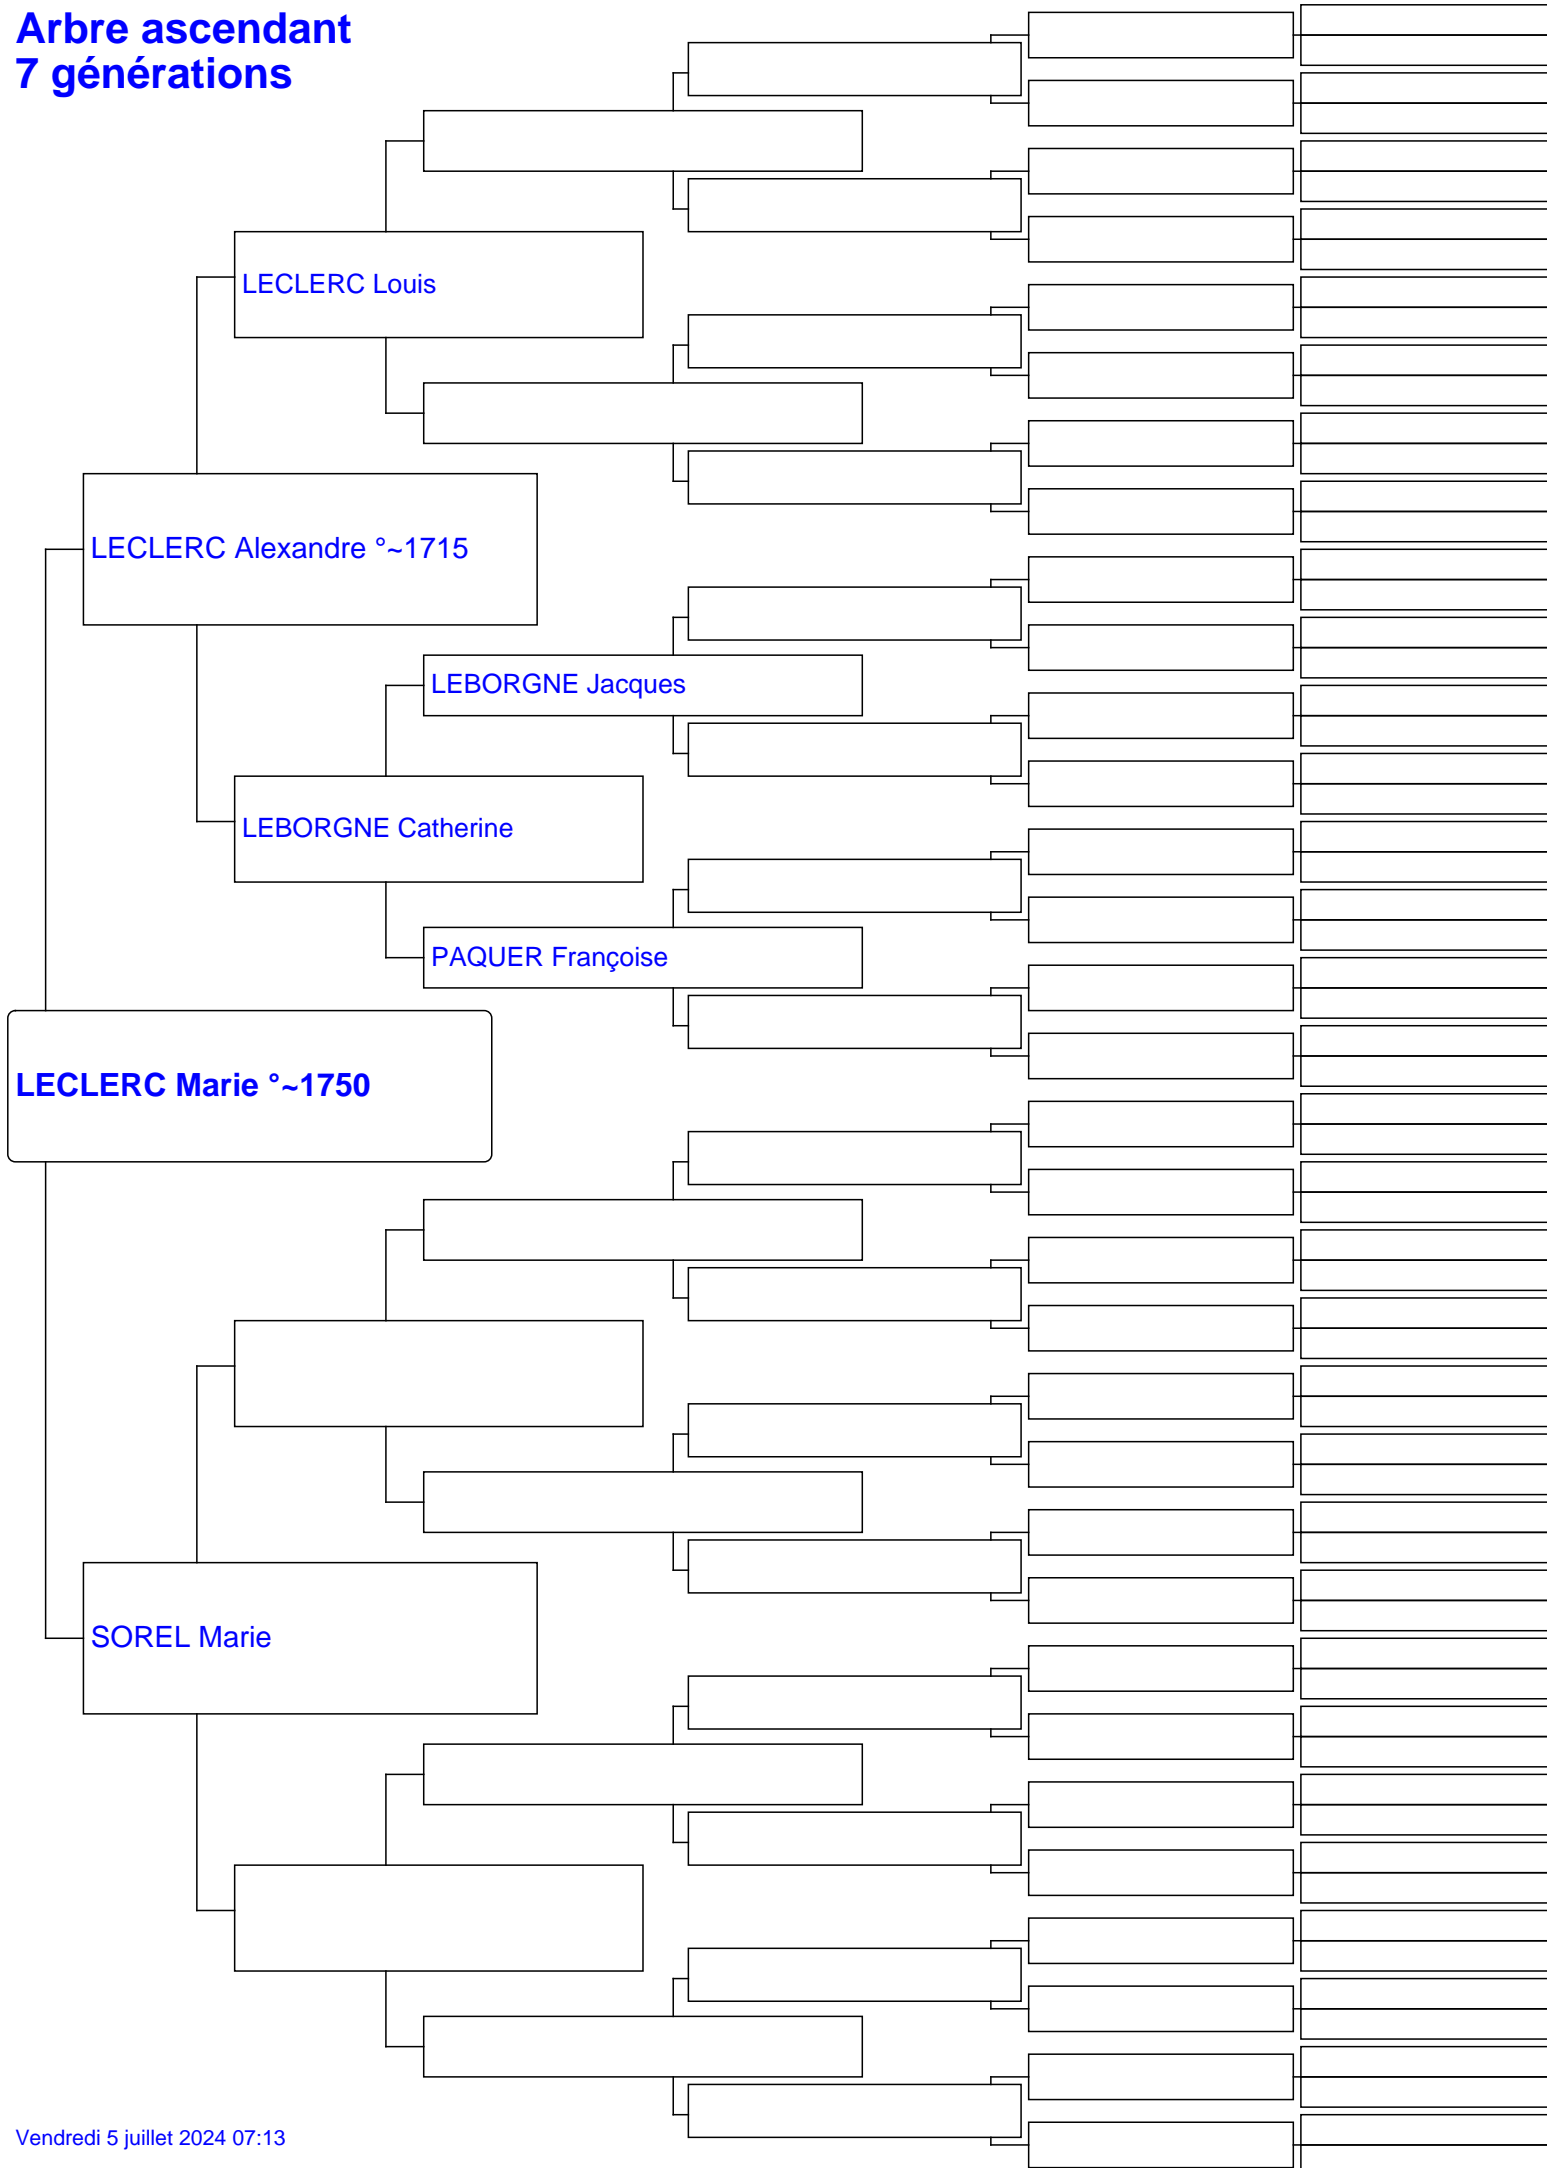 Arbre ascendant
7 générations
LECLERC Louis
LECLERC Alexandre °~1715
LEBORGNE Jacques
LEBORGNE Catherine
PAQUER Françoise
LECLERC Marie °~1750
SOREL Marie
Vendredi 5 juillet 2024 07:13